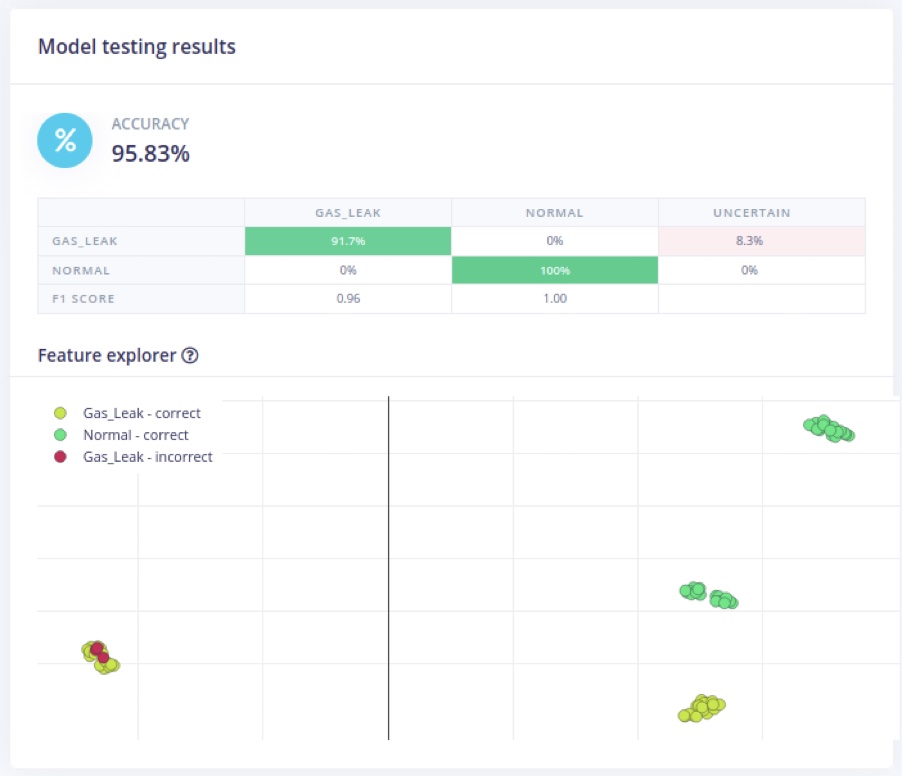 Model testing results
%
ACCURACY
95.83%
GAS_LEAK NORMAL UNCERTAIN
GAS_LEAK 91.7% 0% 8.3%
NORMAL 0% 100% 0%
F1 SCORE 0.96 1.00
Feature explorer ?
Gas_Leak - correct
Normal - correct
Gas_Leak - incorrect